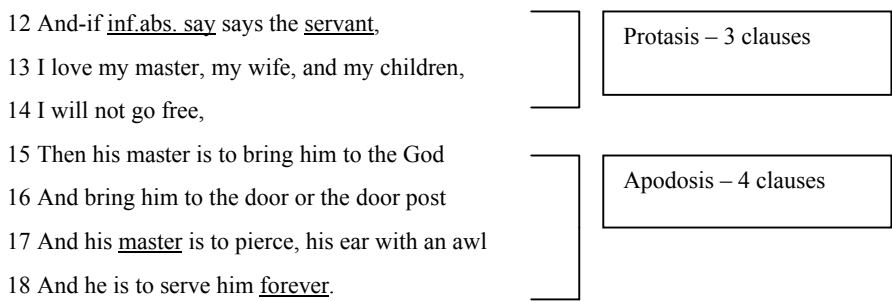 12 And-if inf.abs. say says the servant,
13 I love my master, my wife, and my children,
14 I will not go free,
Protasis – 3 clauses
15 Then his master is to bring him to the God
16 And bring him to the door or the door post
17 And his master is to pierce, his ear with an awl
18 And he is to serve him forever.
Apodosis – 4 clauses